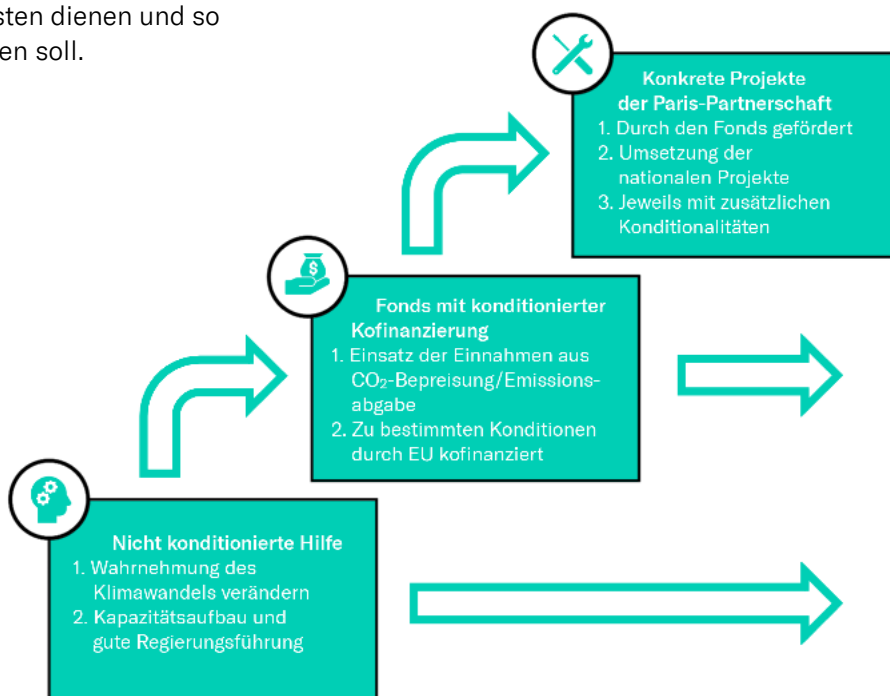 sten dienen und so
en soll.
Konkrete Projekte
der Paris-Partnerschaft
1. Durch den Fonds gefördert
2. Umsetzung der
nationalen Projekte
3. Jeweils mit zusätzlichen
Konditionalitäten
$
Fonds mit konditionierter
Kofinanzierung
1. Einsatz der Einnahmen aus
CO₂-Bepreisung/Emissions-
abgabe
2. Zu bestimmten Konditionen
durch EU kofinanziert
Nicht konditionierte Hilfe
1. Wahrnehmung des
Klimawandels verändern
2. Kapazitätsaufbau und
gute Regierungsführung